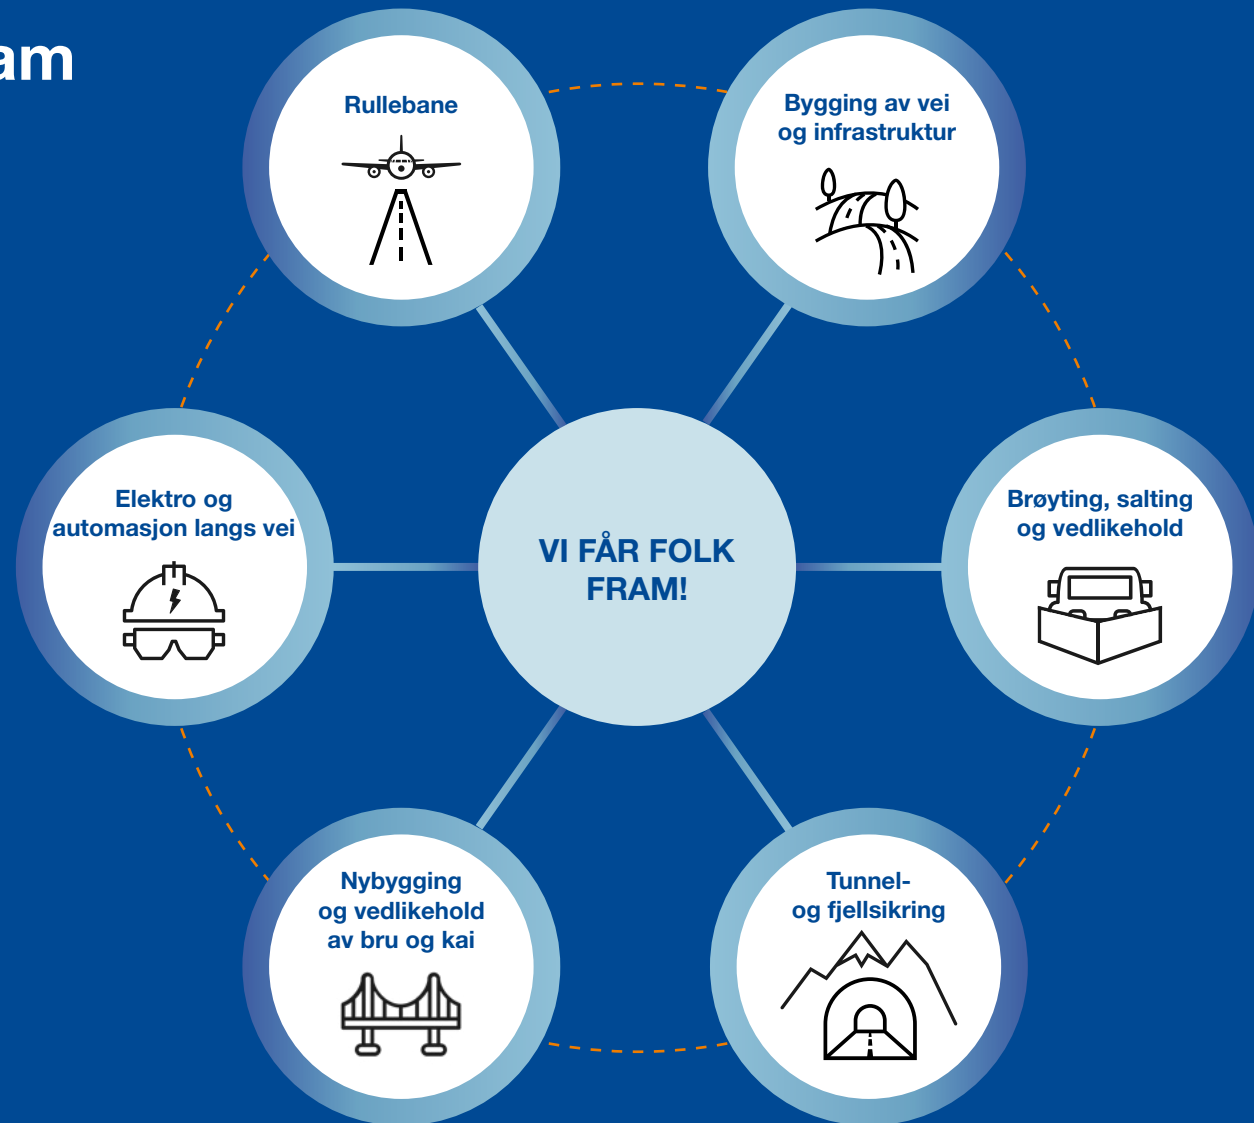 am
Rullebane
Bygging av vei
og infrastruktur
Elektro og
automasjon langs vei
VI FÅR FOLK
FRAM!
Brøyting, salting
og vedlikehold
Nybygging
og vedlikehold
av bru og kai
Tunnel-
og fjellsikring